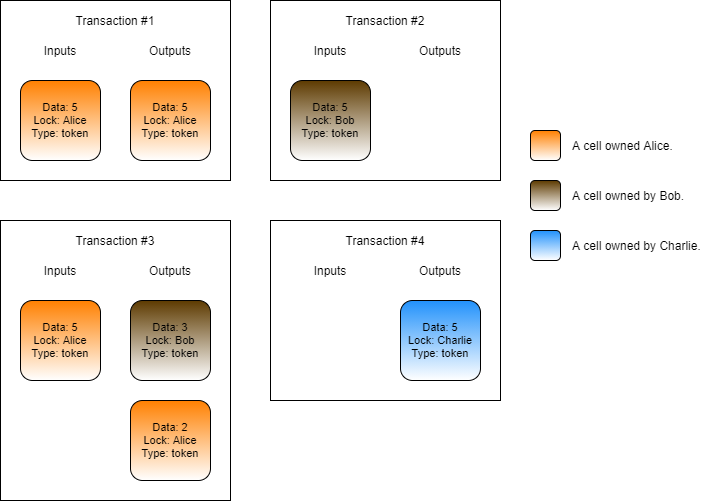 Transaction #1
Inputs
Outputs
Data: 5
Lock: Alice
Type: token
Data: 5
Lock: Alice
Type: token
Transaction #2
Inputs
Outputs
Data: 5
Lock: Bob
Type: token
A cell owned Alice.
A cell owned by Bob.
A cell owned by Charlie.
Transaction #3
Inputs
Outputs
Data: 5
Lock: Alice
Type: token
Data: 3
Lock: Bob
Type: token
Data: 2
Lock: Alice
Type: token
Transaction #4
Inputs
Outputs
Data: 5
Lock: Charlie
Type: token